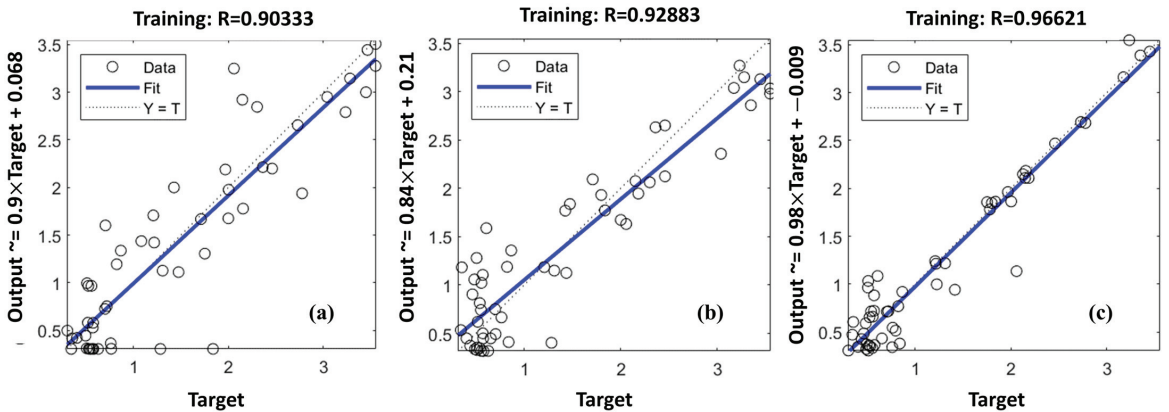 Training: R=0.90333
Output ~= 0.9×Target + 0.068
3.5
3
2.5
2
1.5
1
0.5
Data
Fit
Y = T
(a)
1
2
3
Target
Training: R=0.92883
Output ~= 0.84×Target + 0.21
3.5
3
2.5
2
1.5
1
0.5
Data
Fit
Y = T
(b)
1
2
3
Target
Training: R=0.96621
Output ~= 0.98×Target + −0.009
3.5
3
2.5
2
1.5
1
0.5
Data
Fit
Y = T
(c)
1
2
3
Target